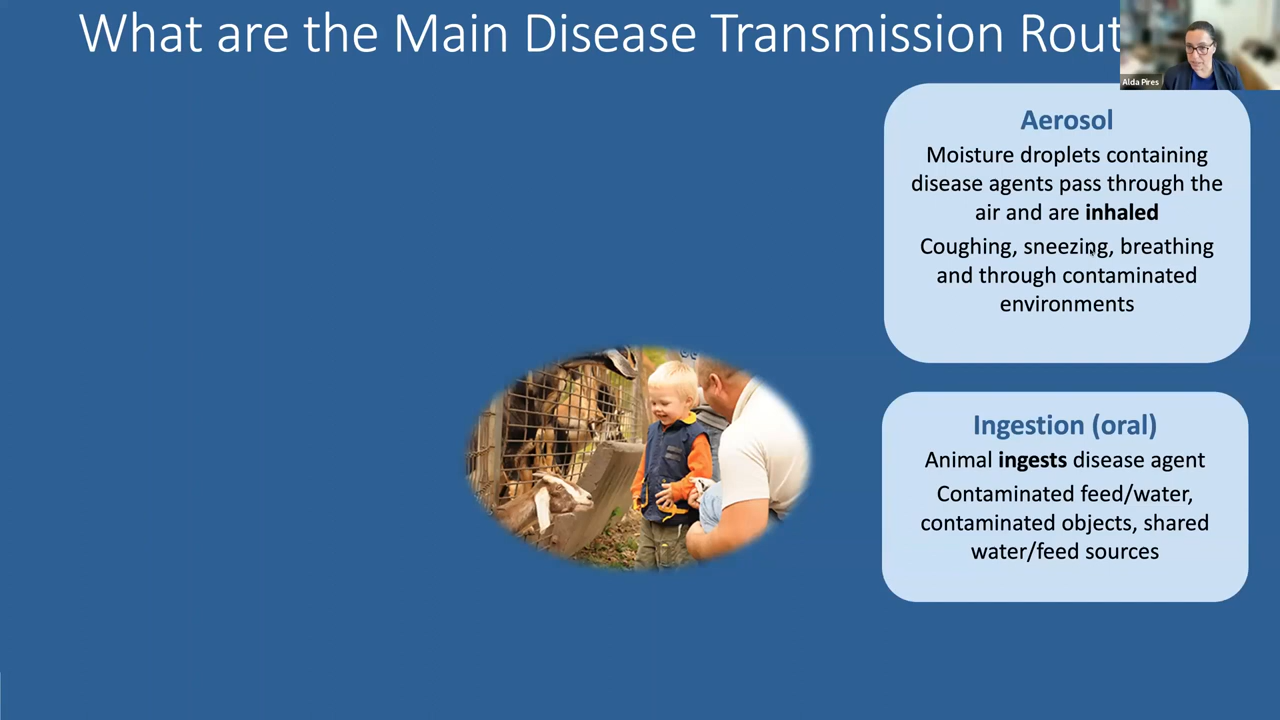 What are the Main Disease Transmission Rout
Alda Pires
Aerosol
Moisture droplets containing
disease agents pass through the
air and are inhaled
Coughing, sneezing, breathing
and through contaminated
environments
Ingestion (oral)
Animal ingests disease agent
Contaminated feed/water,
contaminated objects, shared
water/feed sources